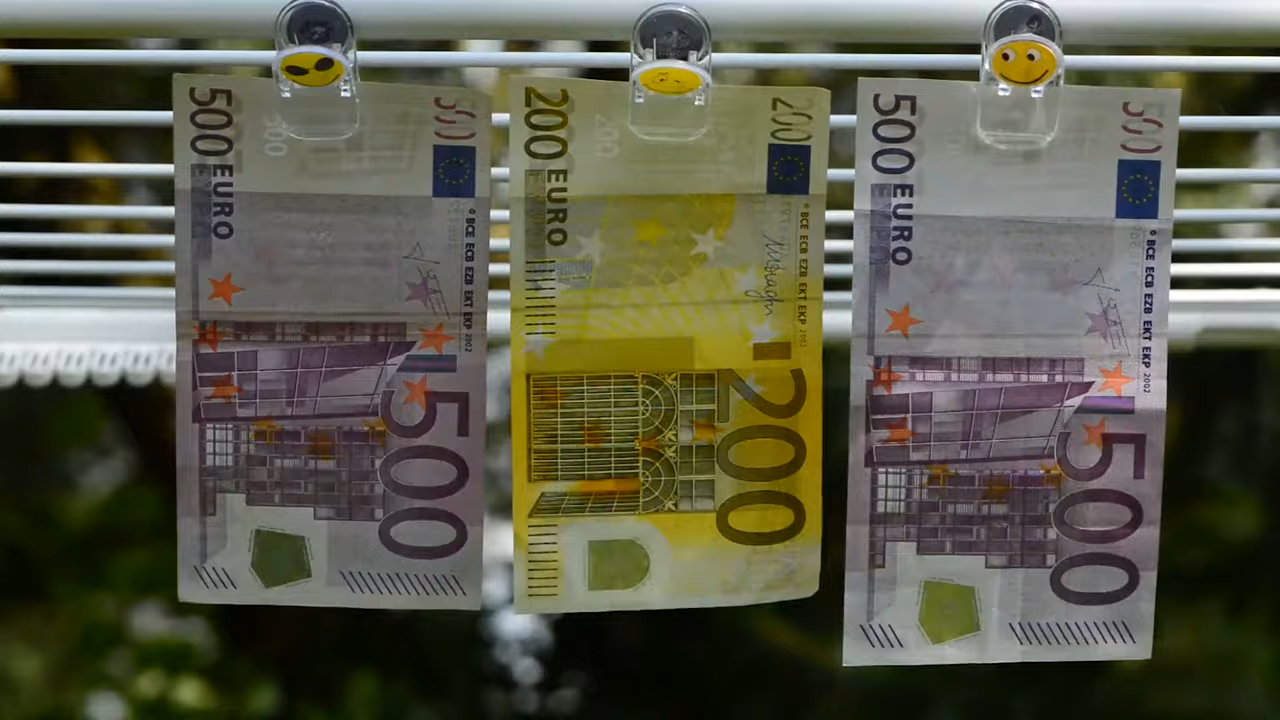 500 EURO
500
BCE ECB EZB EKT EKP 2002
500
200 EURO
200
BCE ECB EZB EKT EKP 2002
200
500 EURO
500
BCE ECB EZB EKT EKP 2002
500